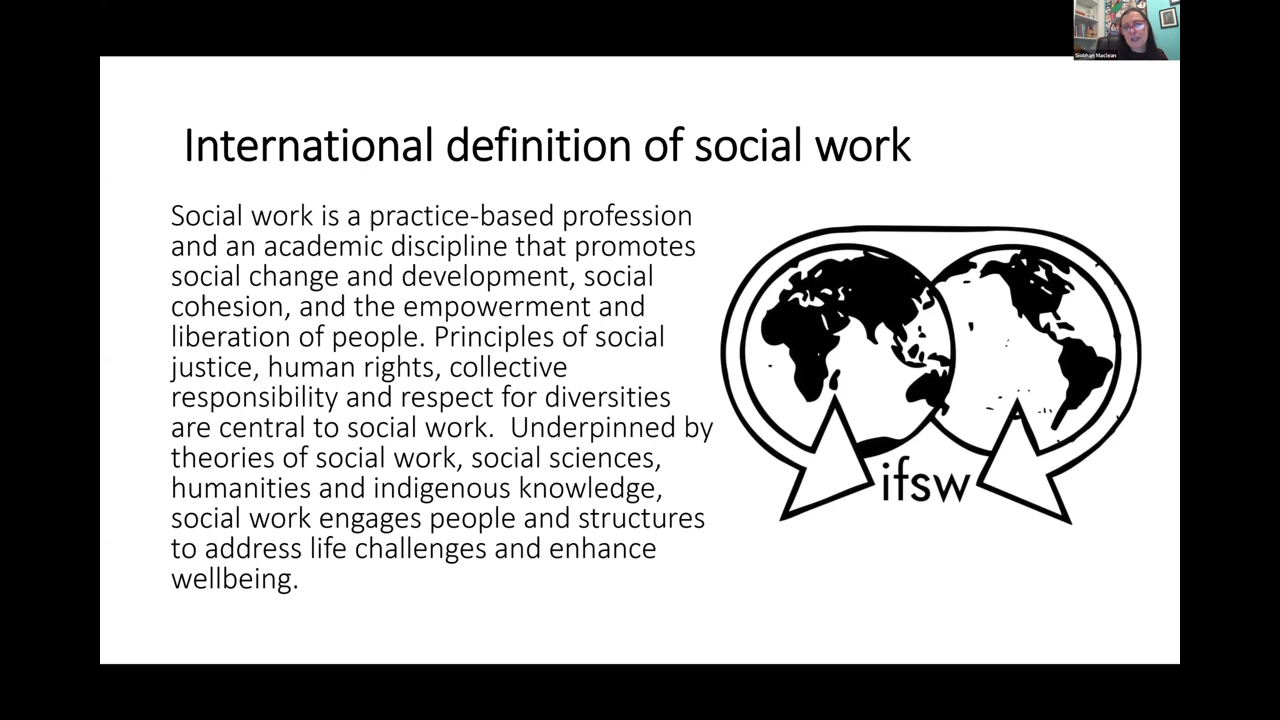 Siobhan Maclean
International definition of social work
Social work is a practice-based profession
and an academic discipline that promotes
social change and development, social
cohesion, and the empowerment and
liberation of people. Principles of social
justice, human rights, collective
responsibility and respect for diversities
are central to social work.  Underpinned by
theories of social work, social sciences,
humanities and indigenous knowledge,
social work engages people and structures
to address life challenges and enhance
wellbeing.
ifsw